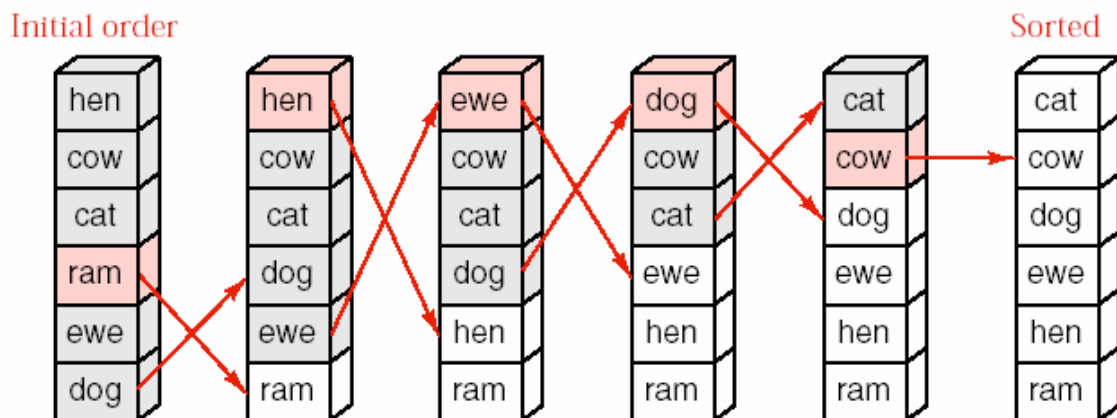 Initial order Sorted
hen hen ewe dog cat cat
cow cow cow cow cow cow
cat cat cat cat dog dog
ram dog dog ewe ewe ewe
ewe ewe hen hen hen hen
dog ram ram ram ram ram